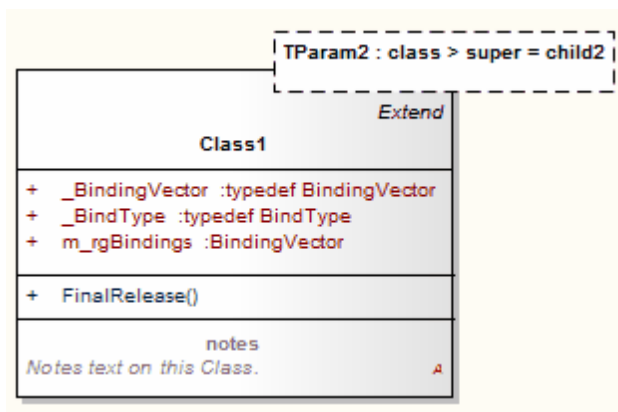 TParam2 : class > super = child2
Extend
Class1
+ _BindingVector :typedef BindingVector
+ _BindType :typedef BindType
+ m_rgBindings :BindingVector
+ FinalRelease()
notes
Notes text on this Class.
A